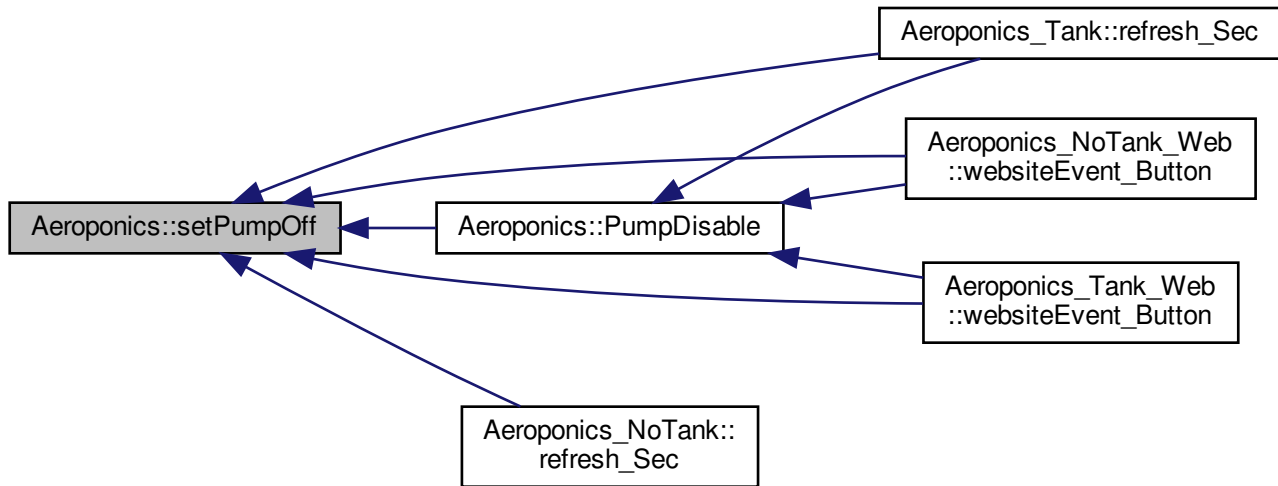 Aeroponics_Tank::refresh_Sec
Aeroponics_NoTank_Web
::websiteEvent_Button
Aeroponics::setPumpOff
Aeroponics::PumpDisable
Aeroponics_Tank_Web
::websiteEvent_Button
Aeroponics_NoTank::
refresh_Sec